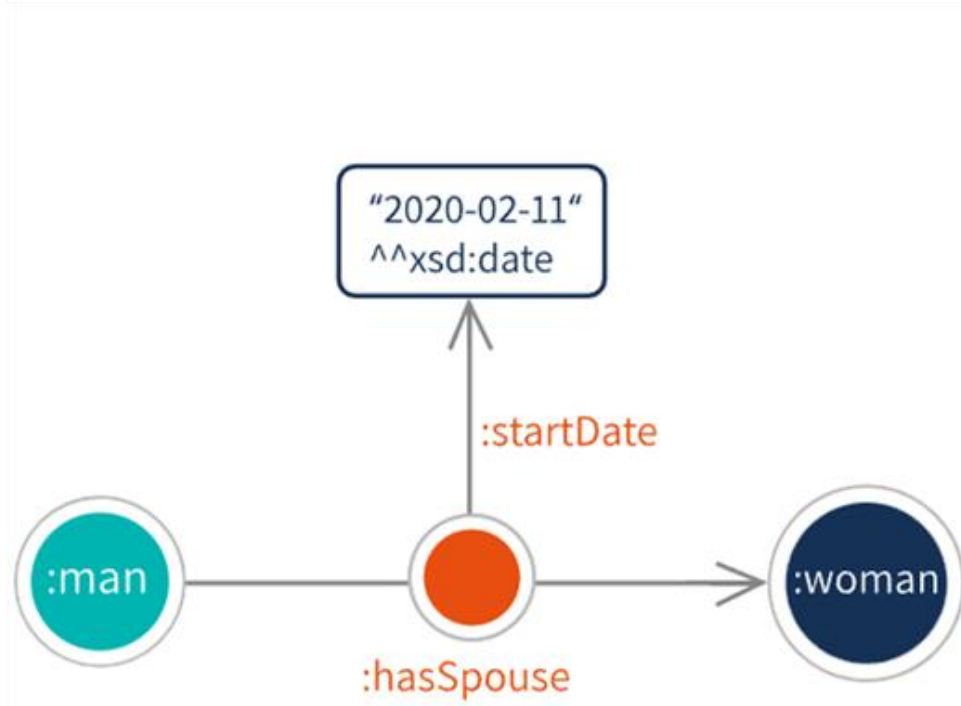 “2020-02-11“
^^xsd:date
:startDate
:man
:woman
:hasSpouse